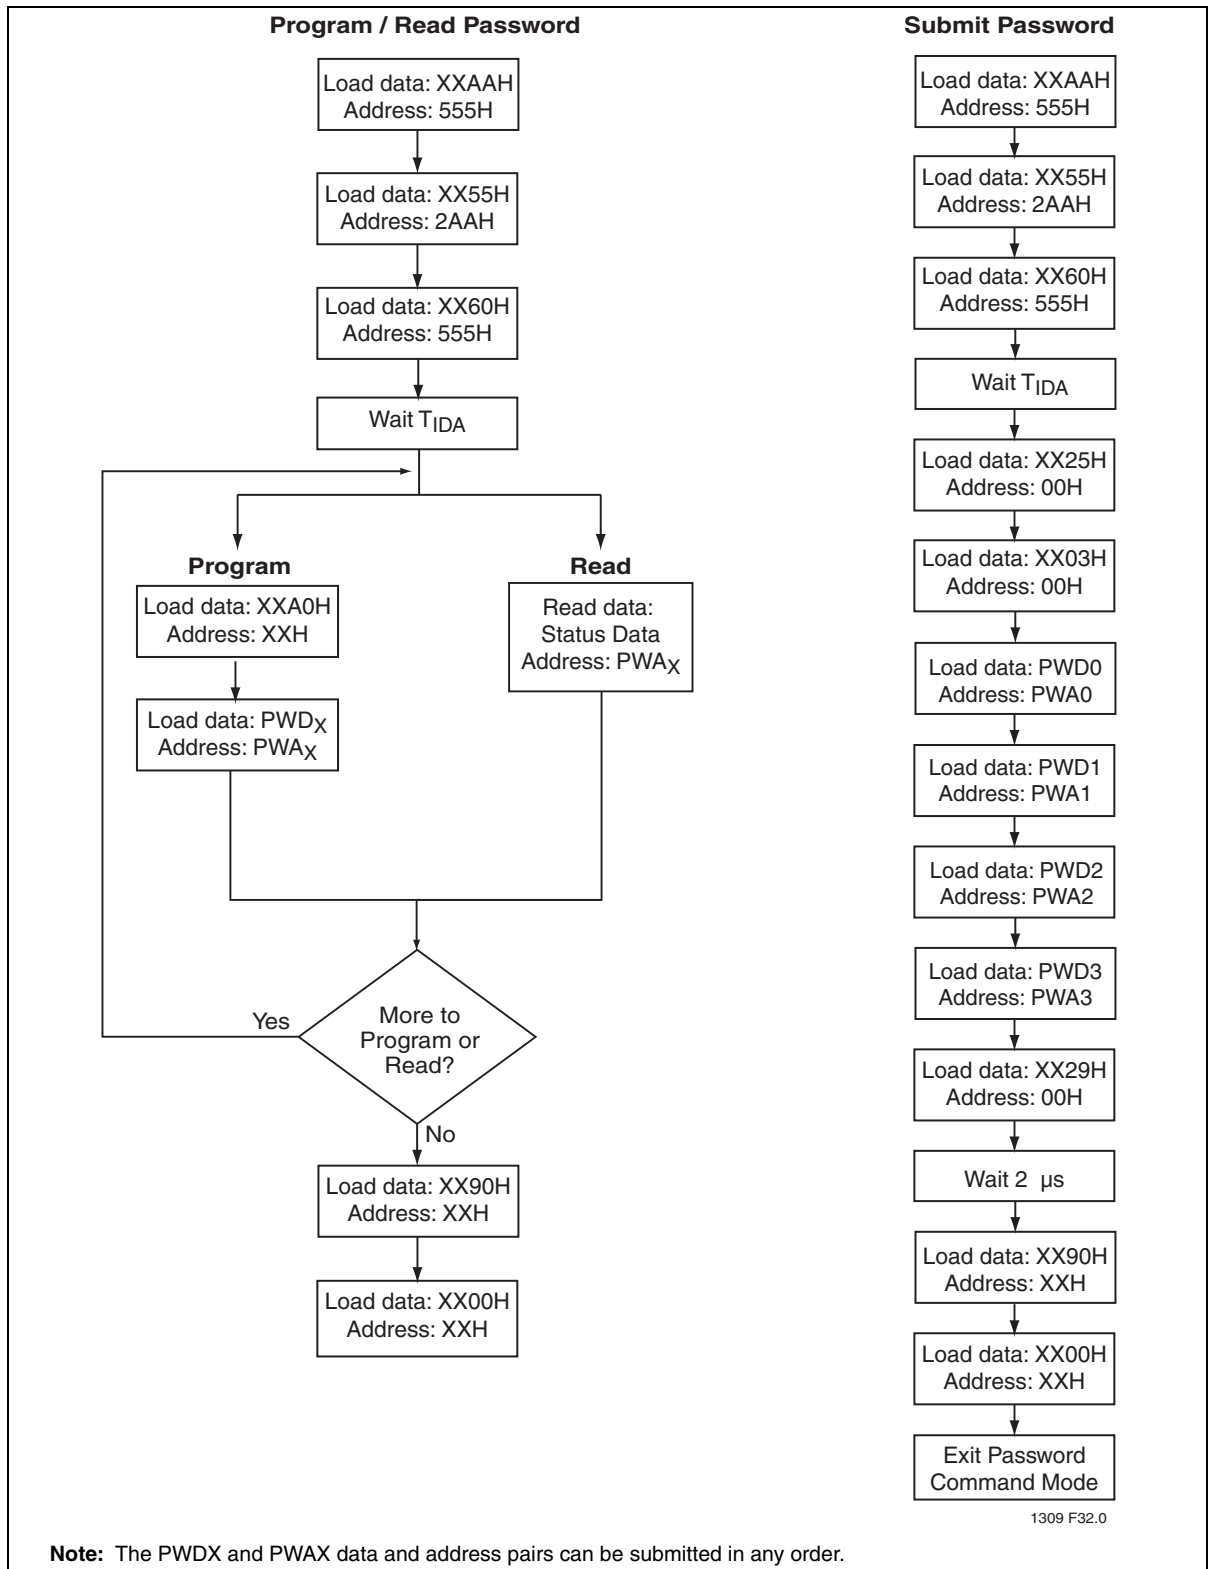 Program / Read Password
Load data: XXAAH
Address: 555H
Load data: XX55H
Address: 2AAH
Load data: XX60H
Address: 555H
Wait TIDA
Program
Load data: XXA0H
Address: XXH
Load data: PWDX
Address: PWAX
Read
Read data:
Status Data
Address: PWAX
More to
Program or
Read?
Yes
No
Load data: XX90H
Address: XXH
Load data: XX00H
Address: XXH
Submit Password
Load data: XXAAH
Address: 555H
Load data: XX55H
Address: 2AAH
Load data: XX60H
Address: 555H
Wait TIDA
Load data: XX25H
Address: 00H
Load data: XX03H
Address: 00H
Load data: PWD0
Address: PWA0
Load data: PWD1
Address: PWA1
Load data: PWD2
Address: PWA2
Load data: PWD3
Address: PWA3
Load data: XX29H
Address: 00H
Wait 2 µs
Load data: XX90H
Address: XXH
Load data: XX00H
Address: XXH
Exit Password
Command Mode
1309 F32.0
Note: The PWDX and PWAX data and address pairs can be submitted in any order.